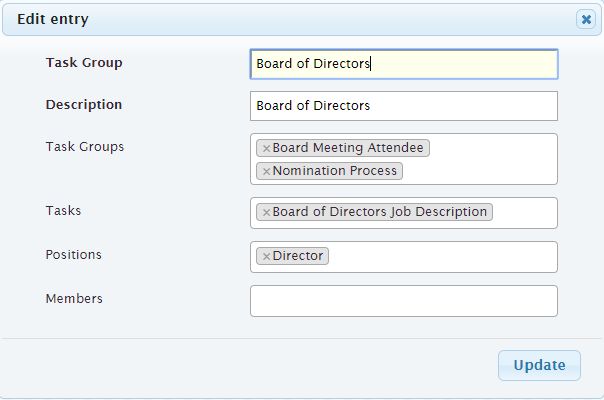 Edit entry
Task Group Board of Directors
Description Board of Directors
Task Groups ×Board Meeting Attendee
×Nomination Process
Tasks ×Board of Directors Job Description
Positions ×Director
Members
Update